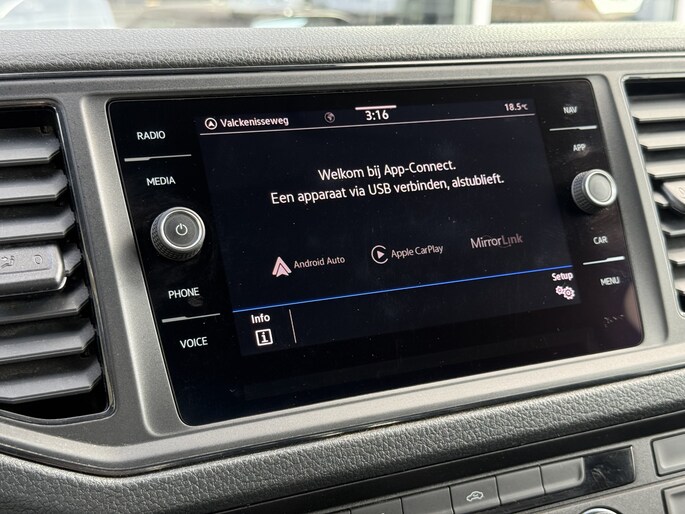 RADIO
MEDIA
PHONE
VOICE
Valckenisseweg
3:16
18.5°C
Welkom bij App-Connect.
Een apparaat via USB verbinden, alstublieft.
Android Auto
Apple CarPlay
MirrorLink
Setup
Info
NAV
APP
CAR
MENU